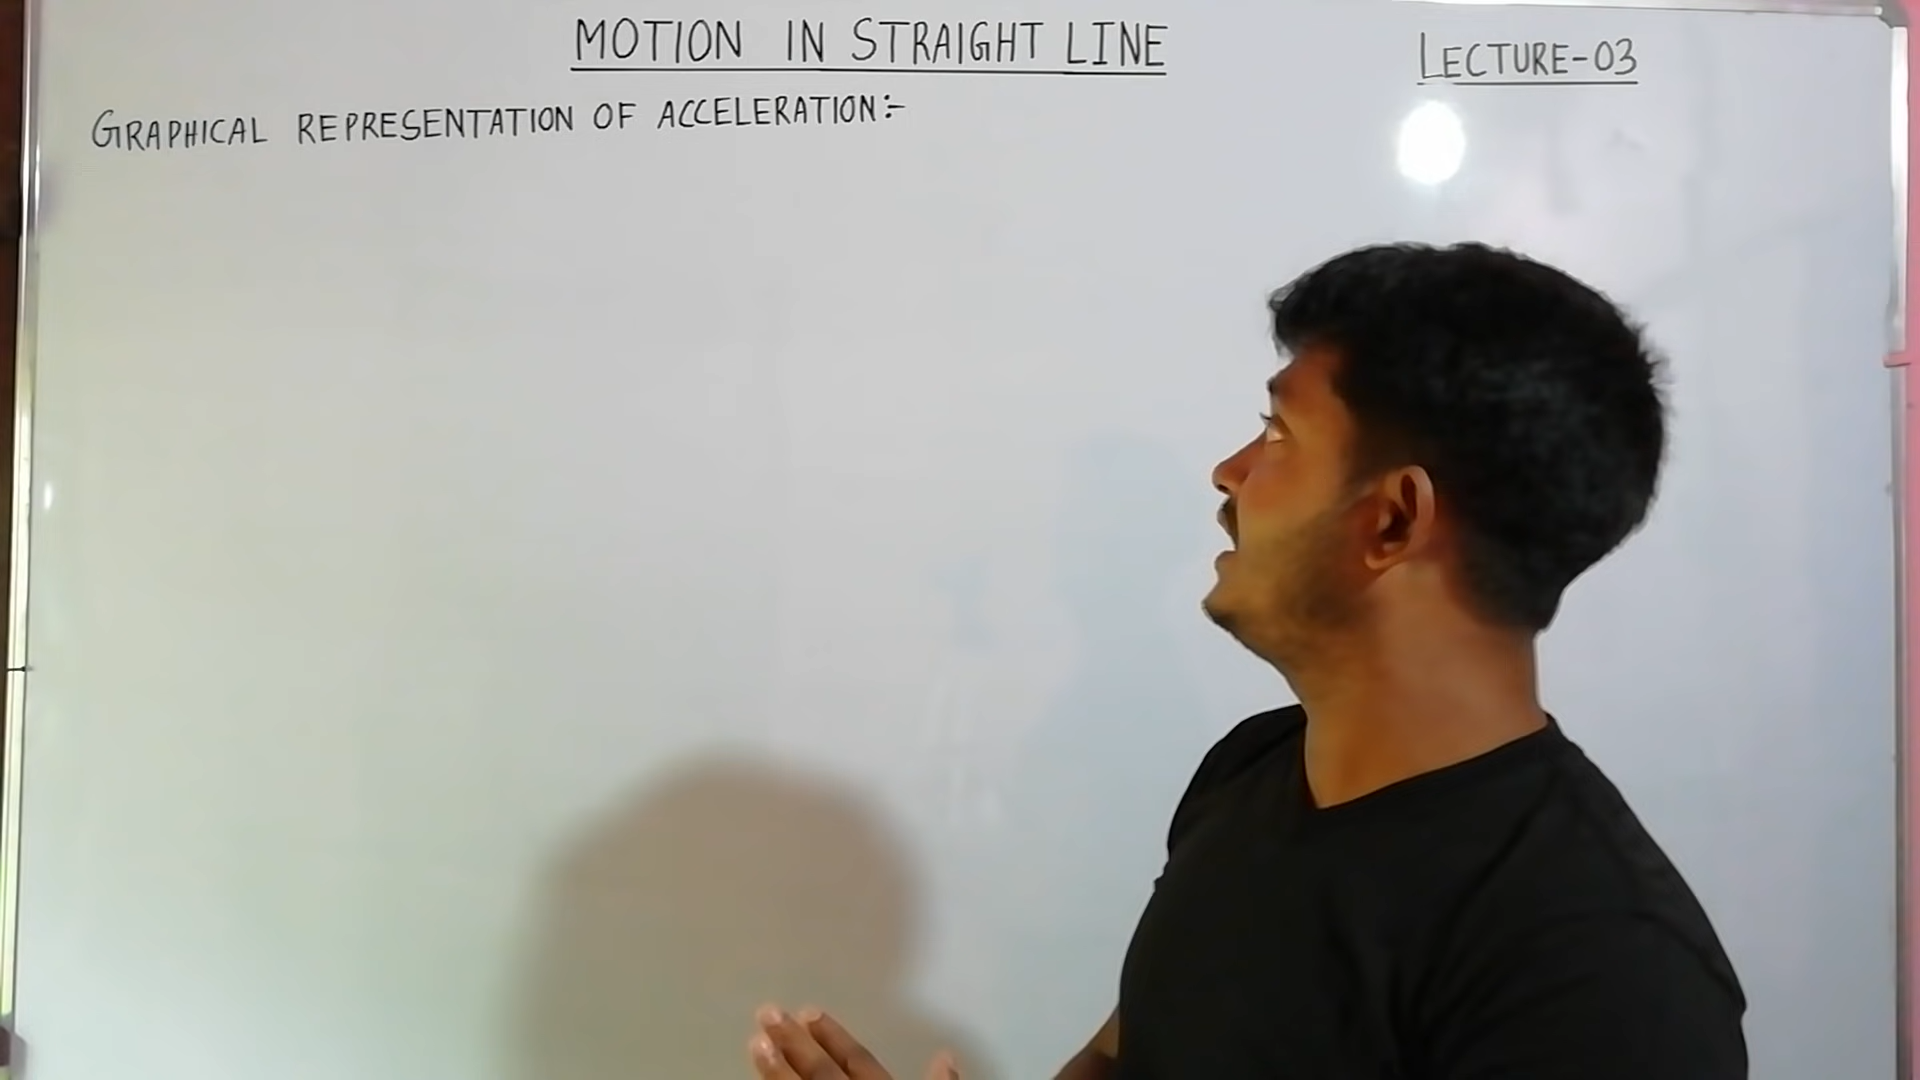 MOTION IN STRAIGHT LINE
LECTURE-03
GRAPHICAL REPRESENTATION OF ACCELERATION:-